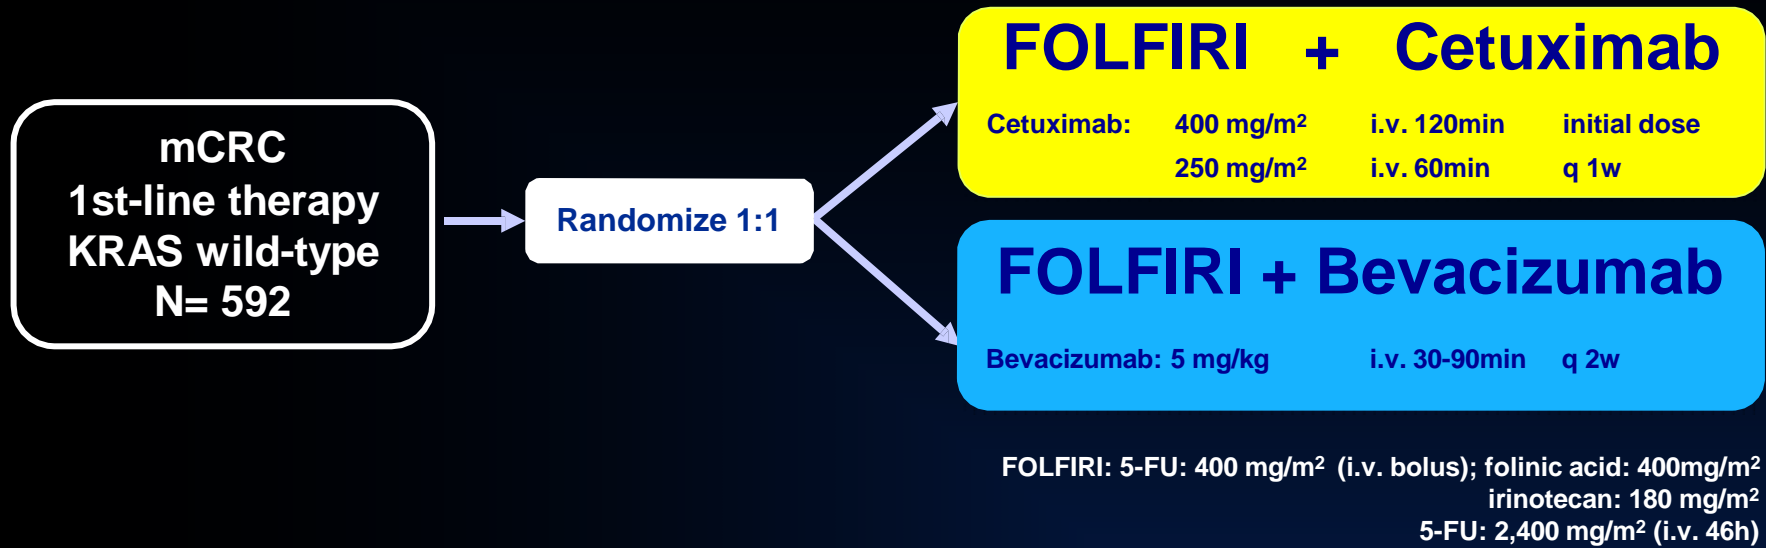 mCRC
1st-line therapy
KRAS wild-type
N= 592
Randomize 1:1
FOLFIRI + Cetuximab
Cetuximab: 400 mg/m² i.v. 120min initial dose
250 mg/m² i.v. 60min q 1w
FOLFIRI + Bevacizumab
Bevacizumab: 5 mg/kg i.v. 30-90min q 2w
FOLFIRI: 5-FU: 400 mg/m² (i.v. bolus); folinic acid: 400mg/m²
irinotecan: 180 mg/m²
5-FU: 2,400 mg/m² (i.v. 46h)